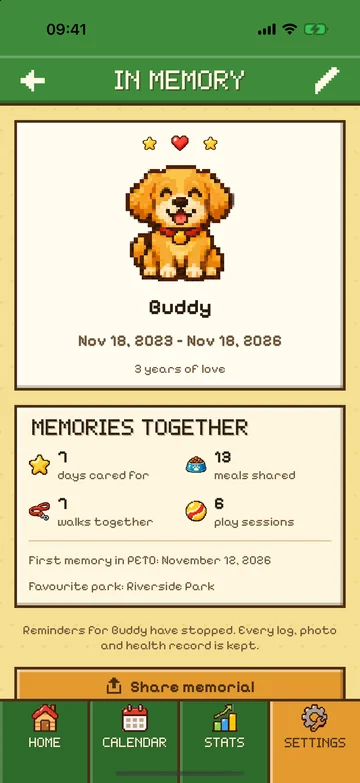 09:41
IN MEMORY
Buddy
Nov 18, 2023 - Nov 18, 2026
3 years of love
MEMORIES TOGETHER
7
days cared for
13
meals shared
7
walks together
6
play sessions
First memory in PETO: November 12, 2026
Favourite park: Riverside Park
Reminders for Buddy have stopped. Every log, photo
and health record is kept.
Share memorial
HOME
CALENDAR
STATS
SETTINGS